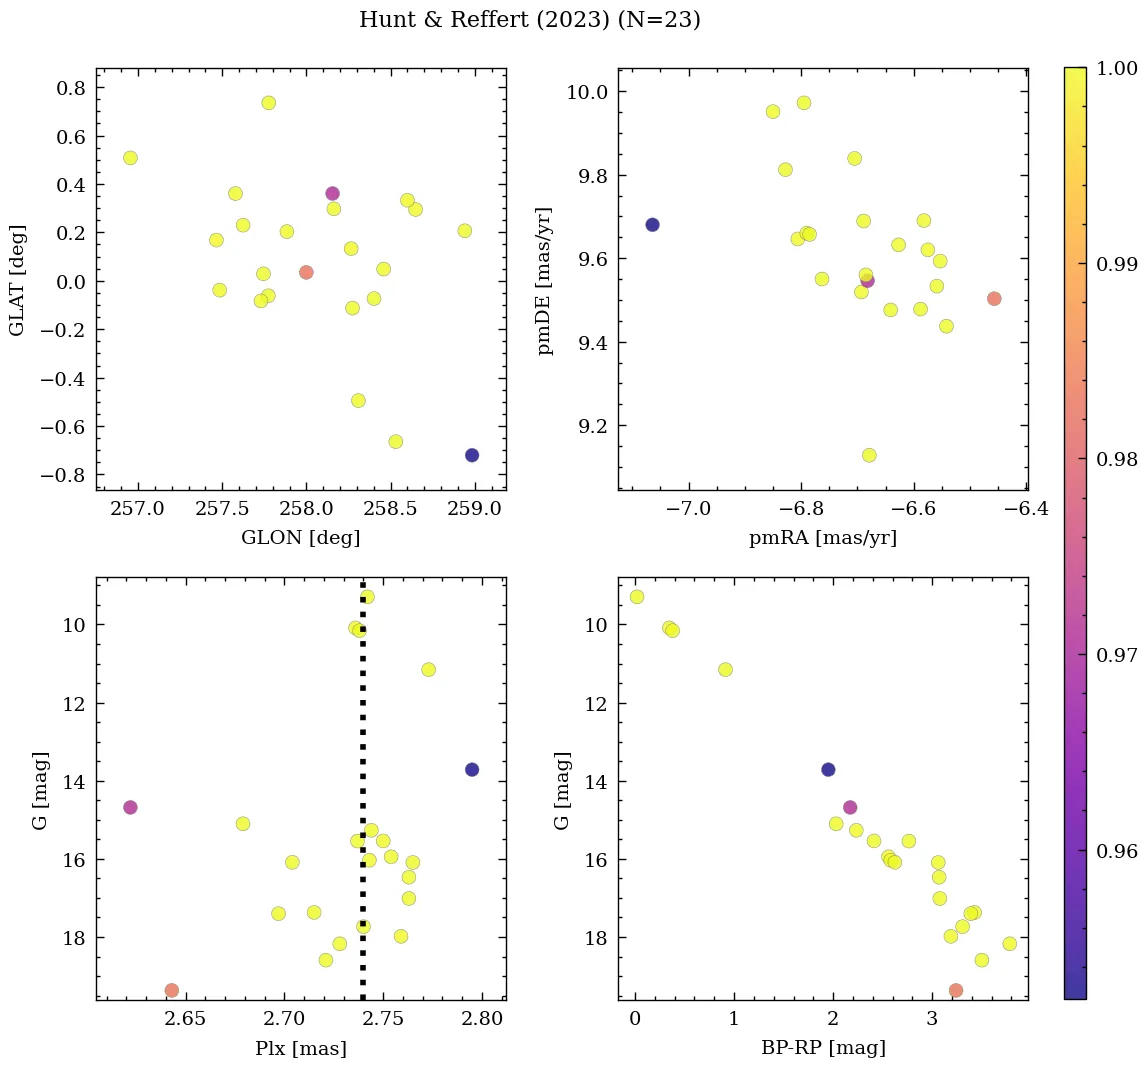 Hunt & Reffert (2023) (N=23)
0.8
0.6
0.4
0.2
0.0
−0.2
−0.4
−0.6
−0.8
GLAT [deg]
257.0 257.5 258.0 258.5 259.0
GLON [deg]
10.0
9.8
9.6
9.4
9.2
pmDE [mas/yr]
−7.0 −6.8 −6.6 −6.4
pmRA [mas/yr]
1.00
0.99
0.98
0.97
0.96
10
12
14
16
18
G [mag]
2.65 2.70 2.75 2.80
Plx [mas]
10
12
14
16
18
G [mag]
0 1 2 3
BP-RP [mag]